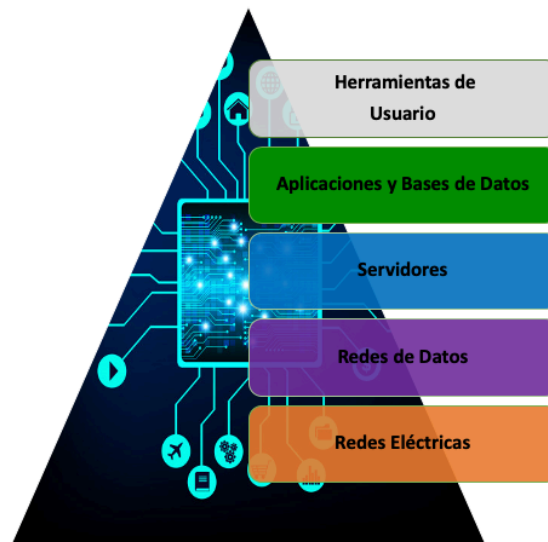 Herramientas de
Usuario
Aplicaciones y Bases de Datos
Servidores
Redes de Datos
Redes Eléctricas